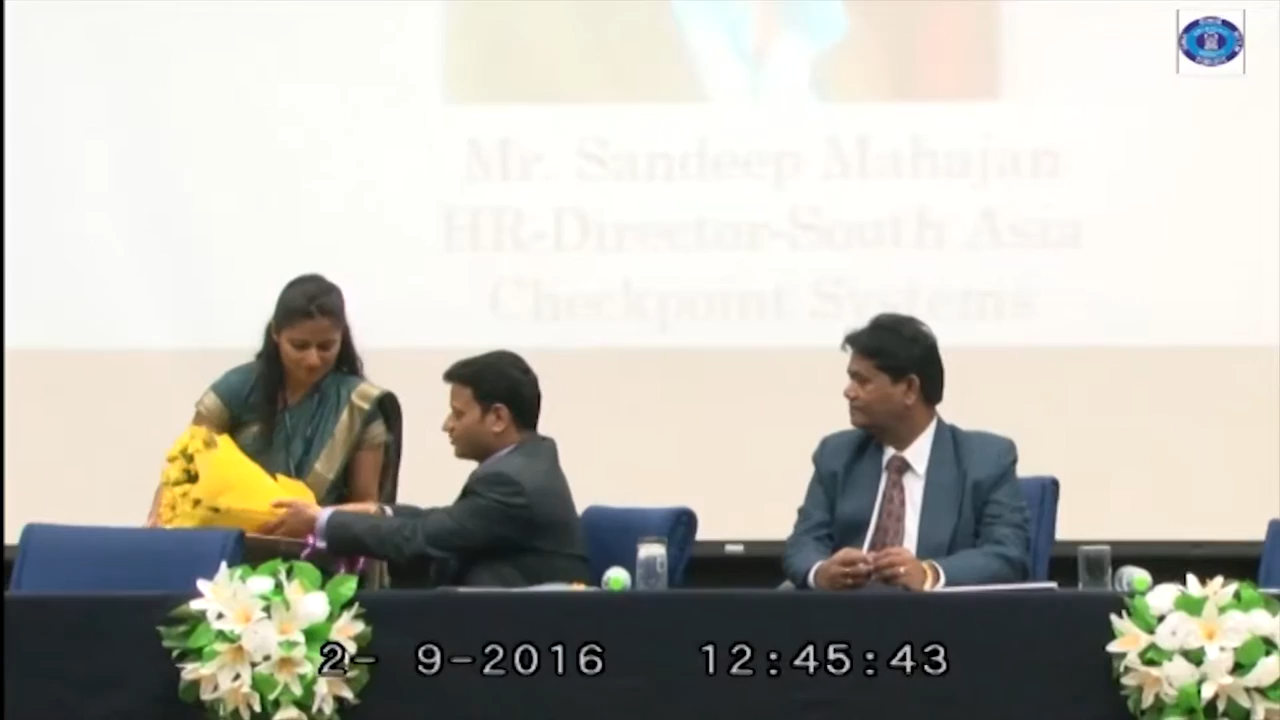 Mr. Sandeep Mahajan
HR-Director-South Asia
Checkpoint Systems
2- 9-2016 12:45:43